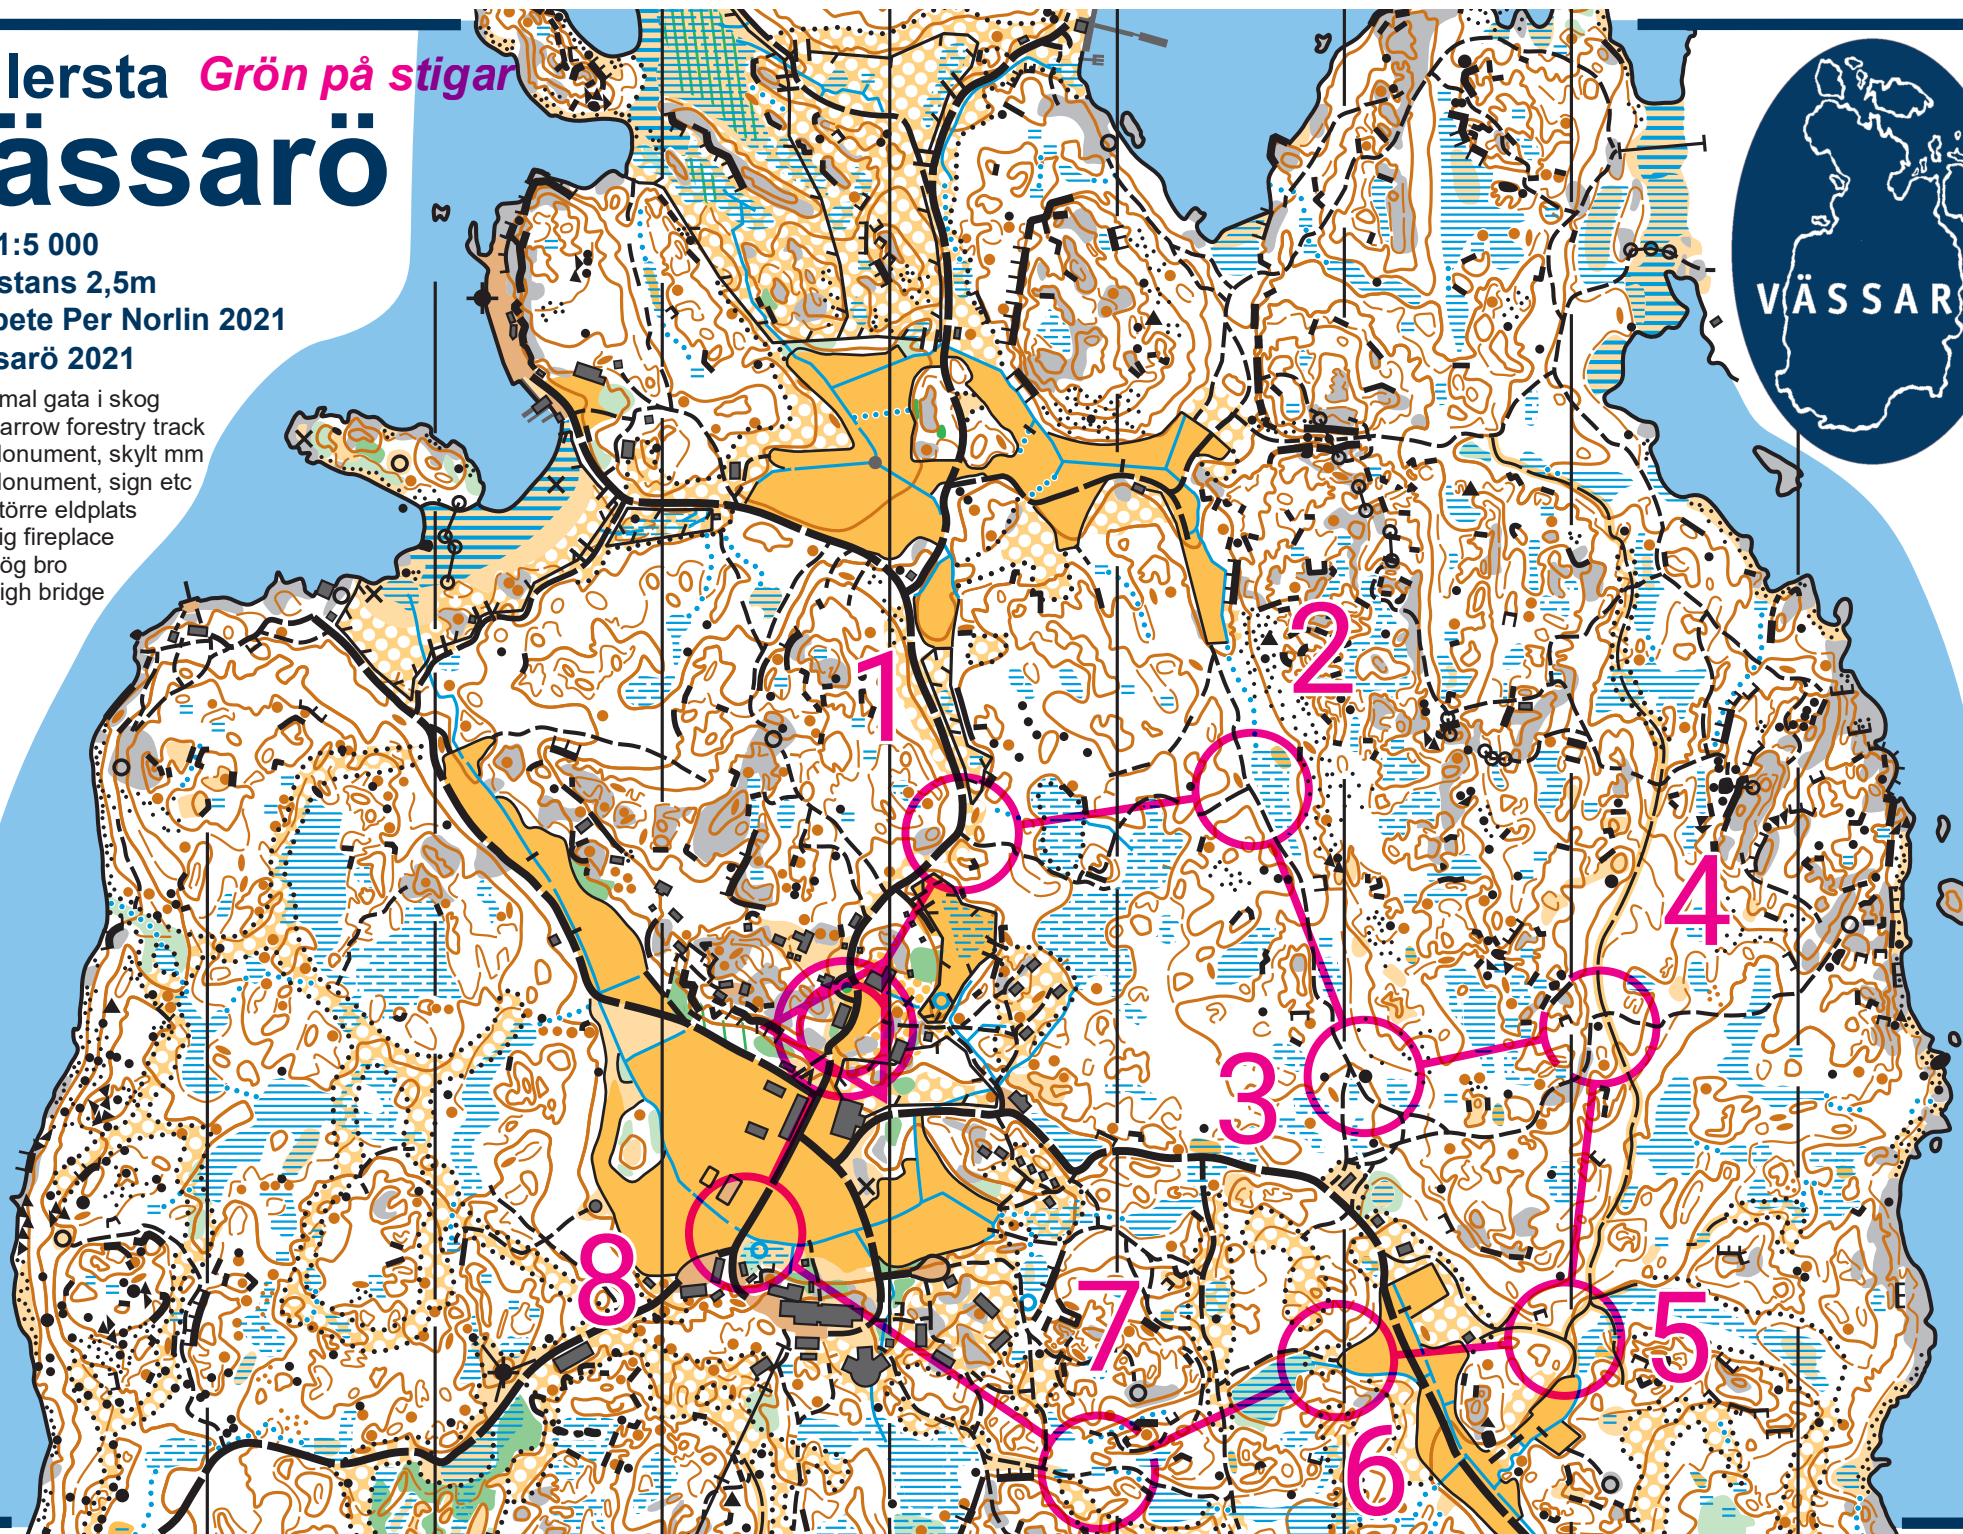 lersta Grön på stigar
ässarö
1:5 000
stans 2,5m
pete Per Norlin 2021
sarö 2021
mal gata i skog
arrow forestry track
onument, skylt mm
onument, sign etc
törre eldplats
ig fireplace
ög bro
igh bridge
VÄSSAR
1
2
3
4
5
6
7
8